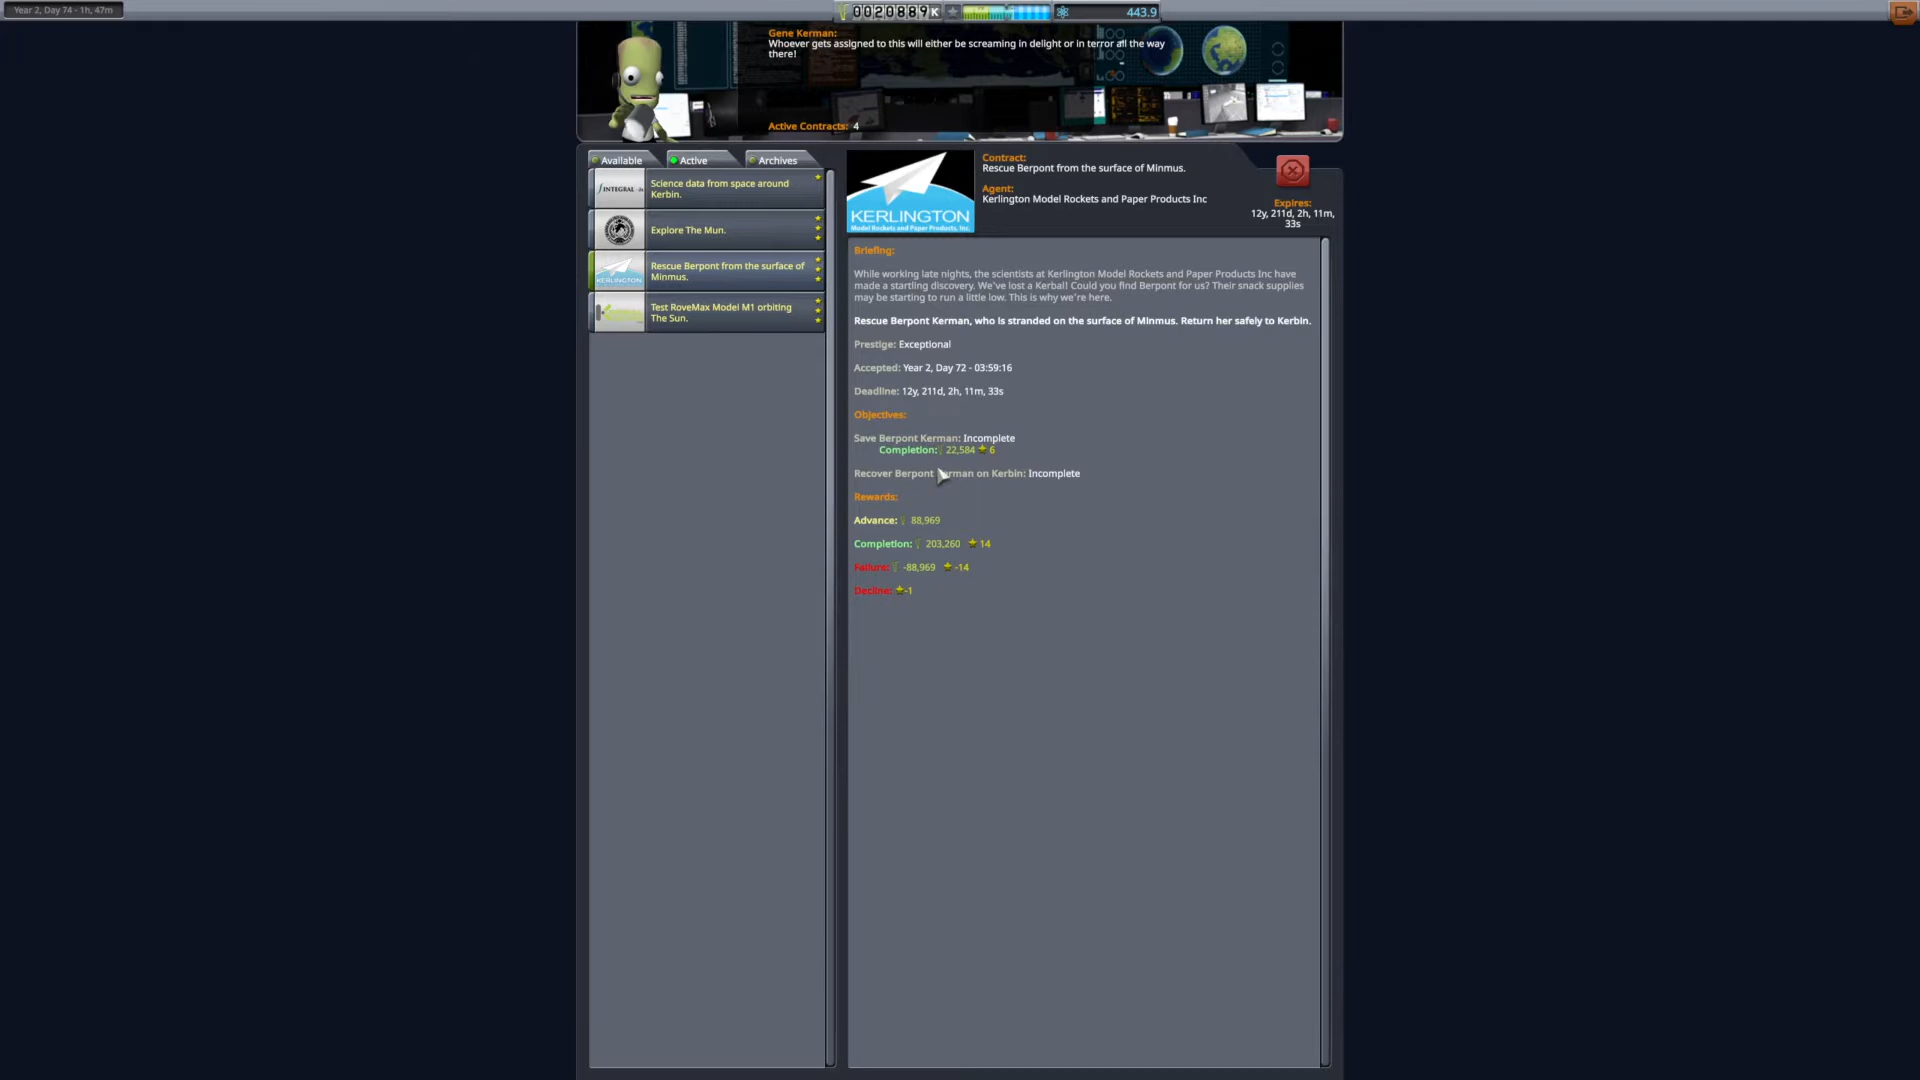 Year 2, Day 74 - 1h, 47m
0020889K
443.9
Gene Kerman:
Whoever gets assigned to this will either be screaming in delight or in terror all the way
there!
Active Contracts: 4
Available
Active
Archives
INTEGRAL
Science data from space around
Kerbin.
Explore The Mun.
KERLINGTON
Rescue Berpont from the surface of
Minmus.
Test RoveMax Model M1 orbiting
The Sun.
KERLINGTON
Model Rockets and Paper Products, Inc.
Contract:
Rescue Berpont from the surface of Minmus.
Agent:
Kerlington Model Rockets and Paper Products Inc
Expires:
12y, 211d, 2h, 11m,
33s
Briefing:
While working late nights, the scientists at Kerlington Model Rockets and Paper Products Inc have
made a startling discovery. We've lost a Kerbal! Could you find Berpont for us? Their snack supplies
may be starting to run a little low. This is why we're here.
Rescue Berpont Kerman, who is stranded on the surface of Minmus. Return her safely to Kerbin.
Prestige: Exceptional
Accepted: Year 2, Day 72 - 03:59:16
Deadline: 12y, 211d, 2h, 11m, 33s
Objectives:
Save Berpont Kerman: Incomplete
Completion: 22,584 6
Recover Berpont Kerman on Kerbin: Incomplete
Rewards:
Advance: 88,969
Completion: 203,260 14
Failure: -88,969 -14
Decline: -1